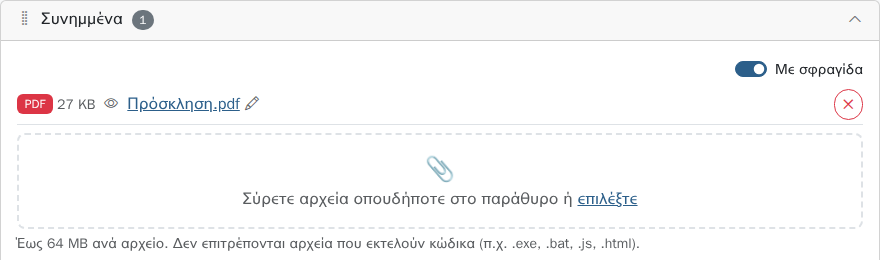 Συνημμένα 1
Με σφραγίδα
PDF 27 KB Πρόσκληση.pdf
Σύρετε αρχεία οπουδήποτε στο παράθυρο ή επιλέξτε
Έως 64 MB ανά αρχείο. Δεν επιτρέπονται αρχεία που εκτελούν κώδικα (π.χ. .exe, .bat, .js, .html).